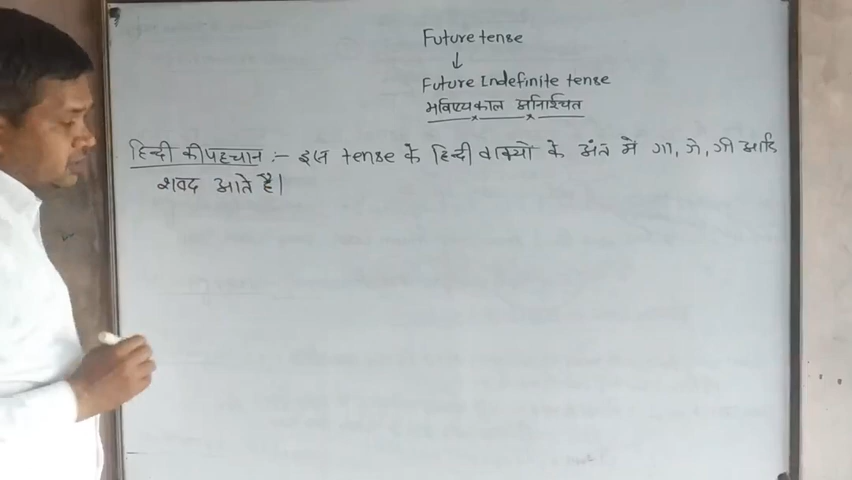 Future tense
↓
Future Indefinite tense
भविष्यकाल अनिश्चित
हिन्दी की पहचान :- इस tense के हिन्दी वाक्यो के अंत मे गा, गे, गी आदि
शब्द आते है।